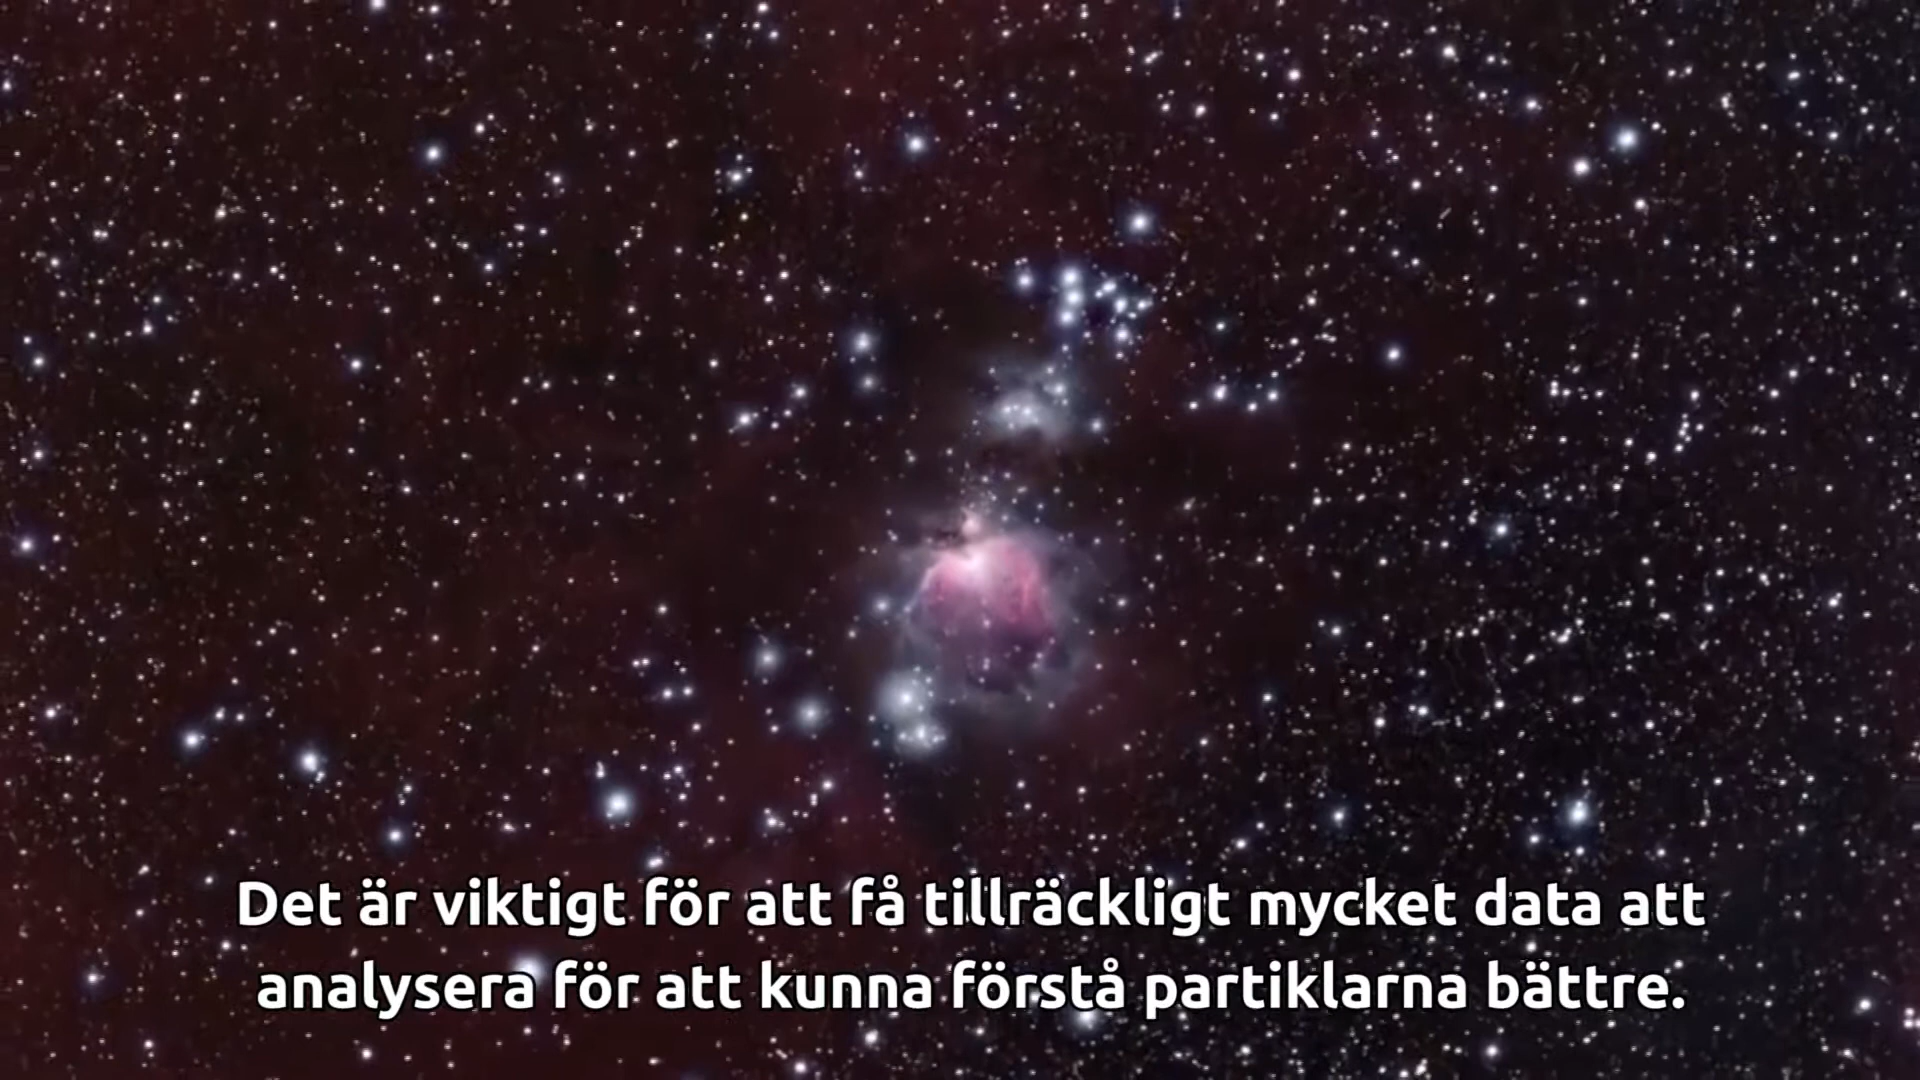 Det är viktigt för att få tillräckligt mycket data att
analysera för att kunna förstå partiklarna bättre.